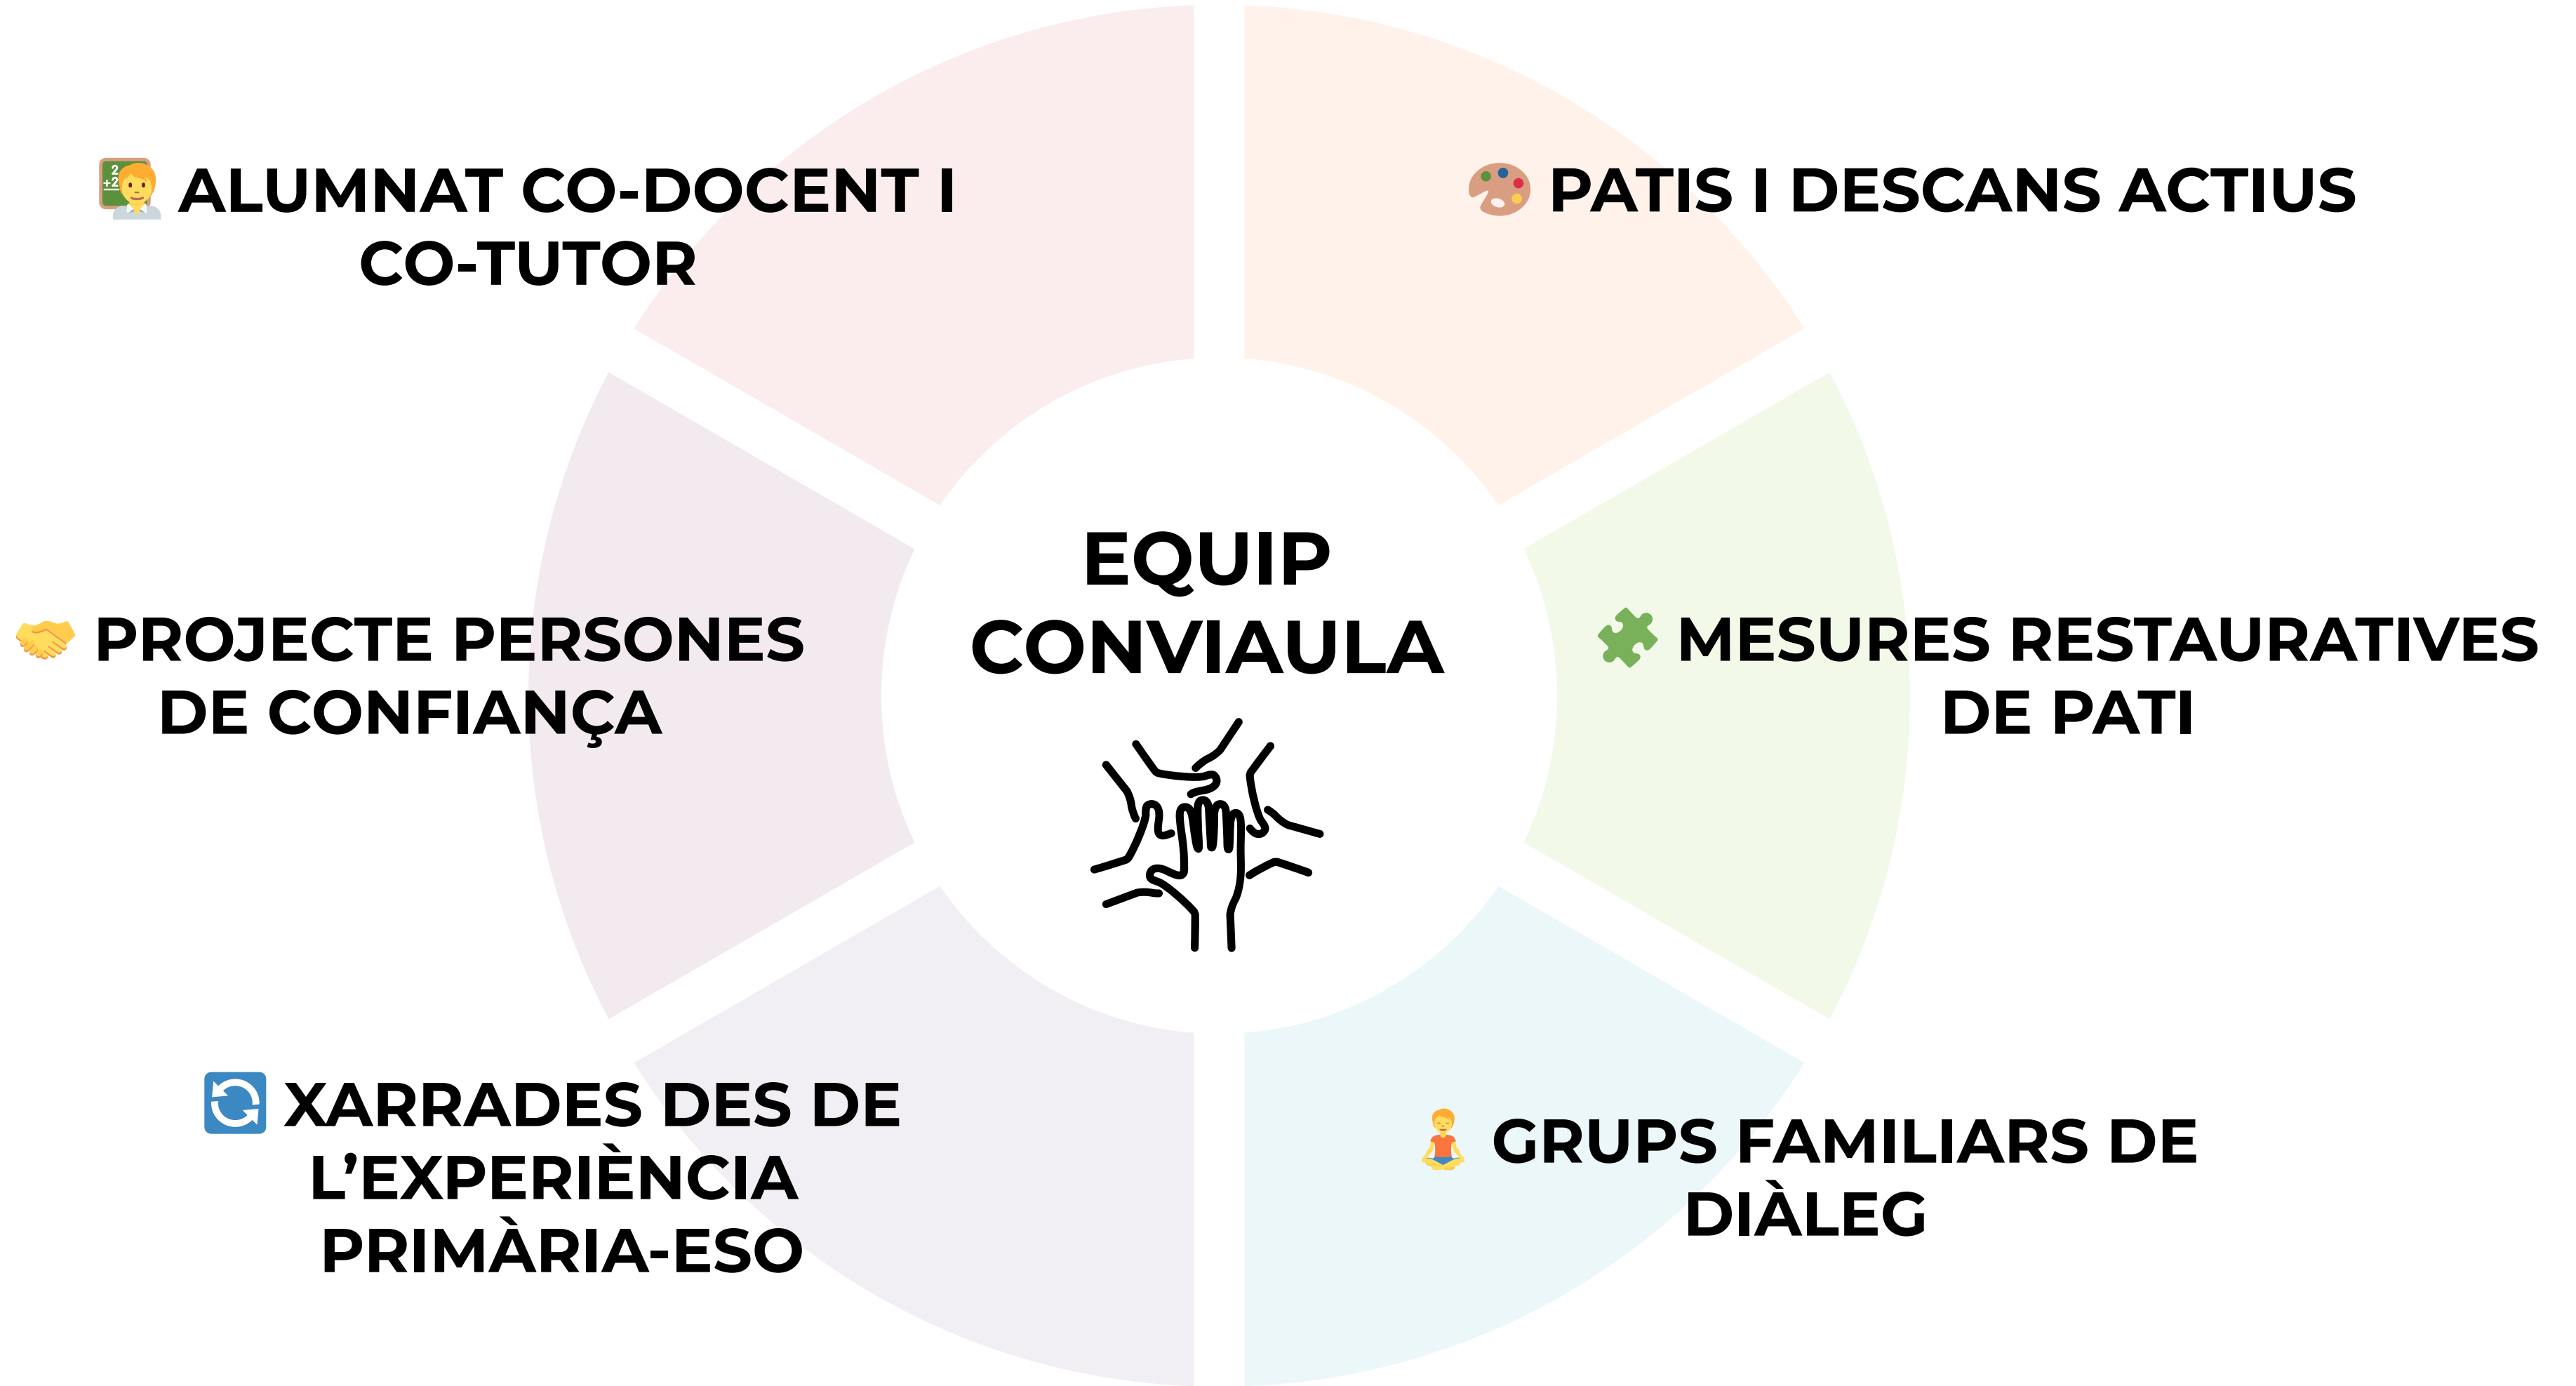 ALUMNAT CO-DOCENT I
CO-TUTOR
PATIS I DESCANS ACTIUS
EQUIP
CONVIAULA
PROJECTE PERSONES
DE CONFIANÇA
MESURES RESTAURATIVES
DE PATI
XARRADES DES DE
L’EXPERIÈNCIA
PRIMÀRIA-ESO
GRUPS FAMILIARS DE
DIÀLEG